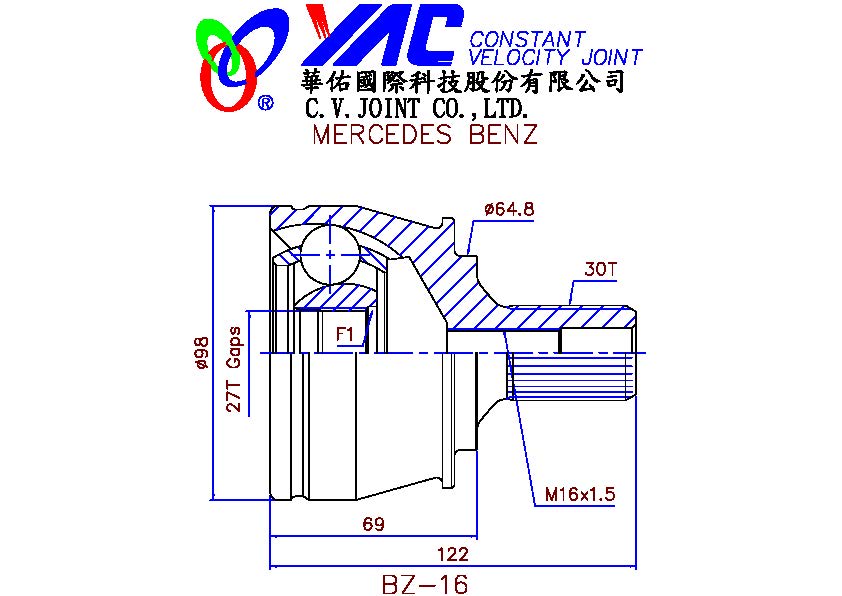 YAC CONSTANT
VELOCITY JOINT
華佑國際科技股份有限公司
®
C.V.JOINT CO.,LTD.
MERCEDES BENZ
ø64.8
30T
F1
ø98
27T Gaps
M16x1.5
69
122
BZ-16